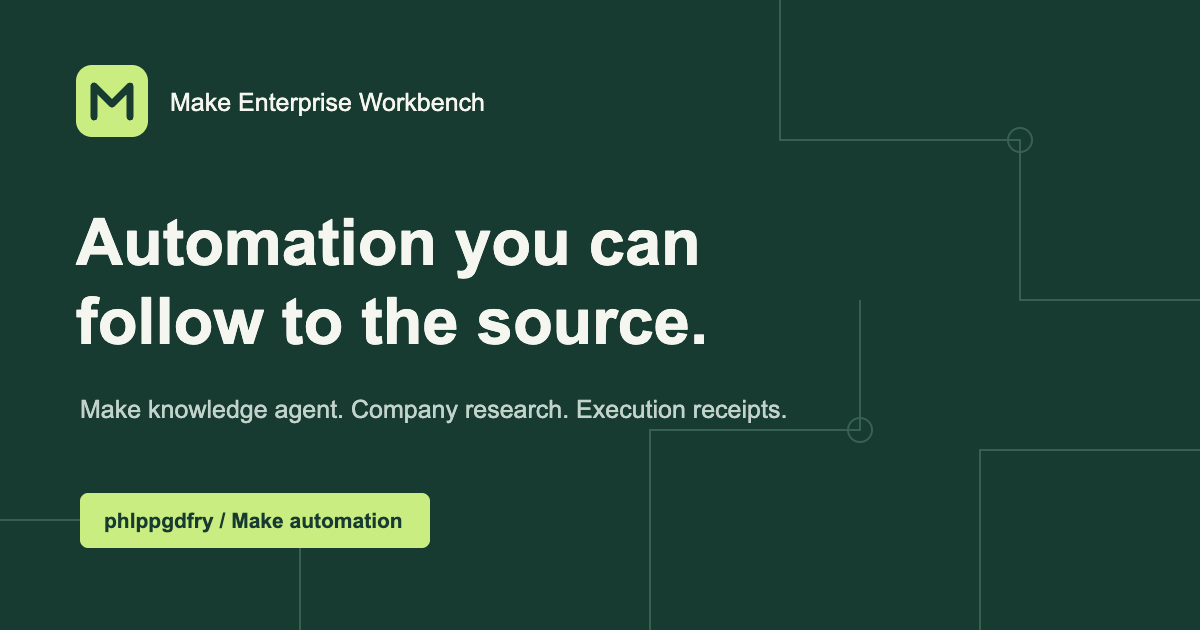 M
Make Enterprise Workbench
Automation you can
follow to the source.
Make knowledge agent. Company research. Execution receipts.
phlppgdfry / Make automation